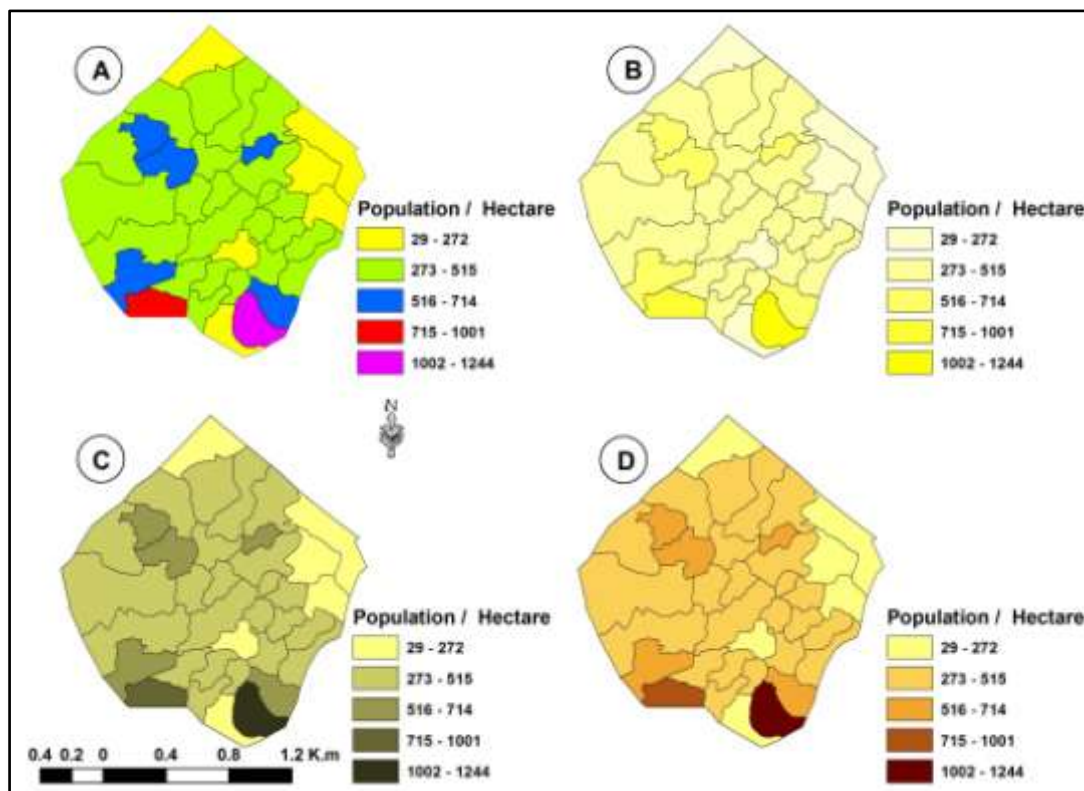 A
Population / Hectare
29 - 272
273 - 515
516 - 714
715 - 1001
1002 - 1244
B
Population / Hectare
29 - 272
273 - 515
516 - 714
715 - 1001
1002 - 1244
N
C
Population / Hectare
29 - 272
273 - 515
516 - 714
715 - 1001
1002 - 1244
0.4 0.2 0 0.4 0.8 1.2 K.m
D
Population / Hectare
29 - 272
273 - 515
516 - 714
715 - 1001
1002 - 1244